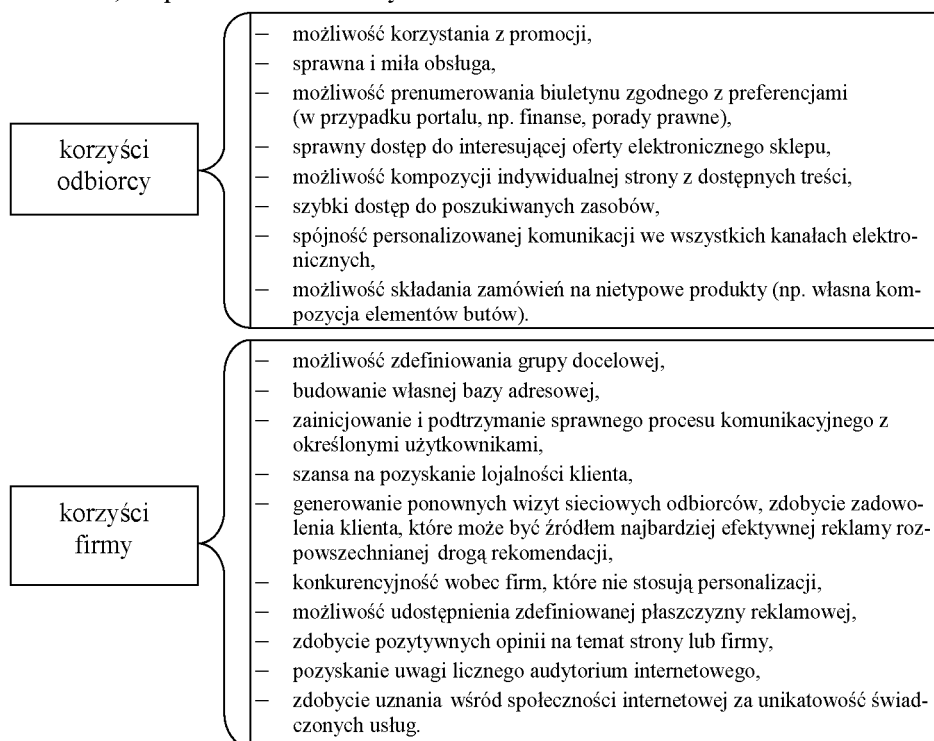 korzyści
odbiorcy
– możliwość korzystania z promocji,
– sprawna i miła obsługa,
– możliwość prenumerowania biuletynu zgodnego z preferencjami
(w przypadku portalu, np. finanse, porady prawne),
– sprawny dostęp do interesującej oferty elektronicznego sklepu,
– możliwość kompozycji indywidualnej strony z dostępnych treści,
– szybki dostęp do poszukiwanych zasobów,
– spójność personalizowanej komunikacji we wszystkich kanałach elektro-
nicznych,
– możliwość składania zamówień na nietypowe produkty (np. własna kom-
pozycja elementów butów).
korzyści
firmy
– możliwość zdefiniowania grupy docelowej,
– budowanie własnej bazy adresowej,
– zainicjowanie i podtrzymanie sprawnego procesu komunikacyjnego z
określonymi użytkownikami,
– szansa na pozyskanie lojalności klienta,
– generowanie ponownych wizyt sieciowych odbiorców, zdobycie zadowo-
lenia klienta, które może być źródłem najbardziej efektywnej reklamy roz-
powszechnianej drogą rekomendacji,
– konkurencyjność wobec firm, które nie stosują personalizacji,
– możliwość udostępnienia zdefiniowanej płaszczyzny reklamowej,
– zdobycie pozytywnych opinii na temat strony lub firmy,
– pozyskanie uwagi licznego audytorium internetowego,
– zdobycie uznania wśród społeczności internetowej za unikatowość świad-
czonych usług.